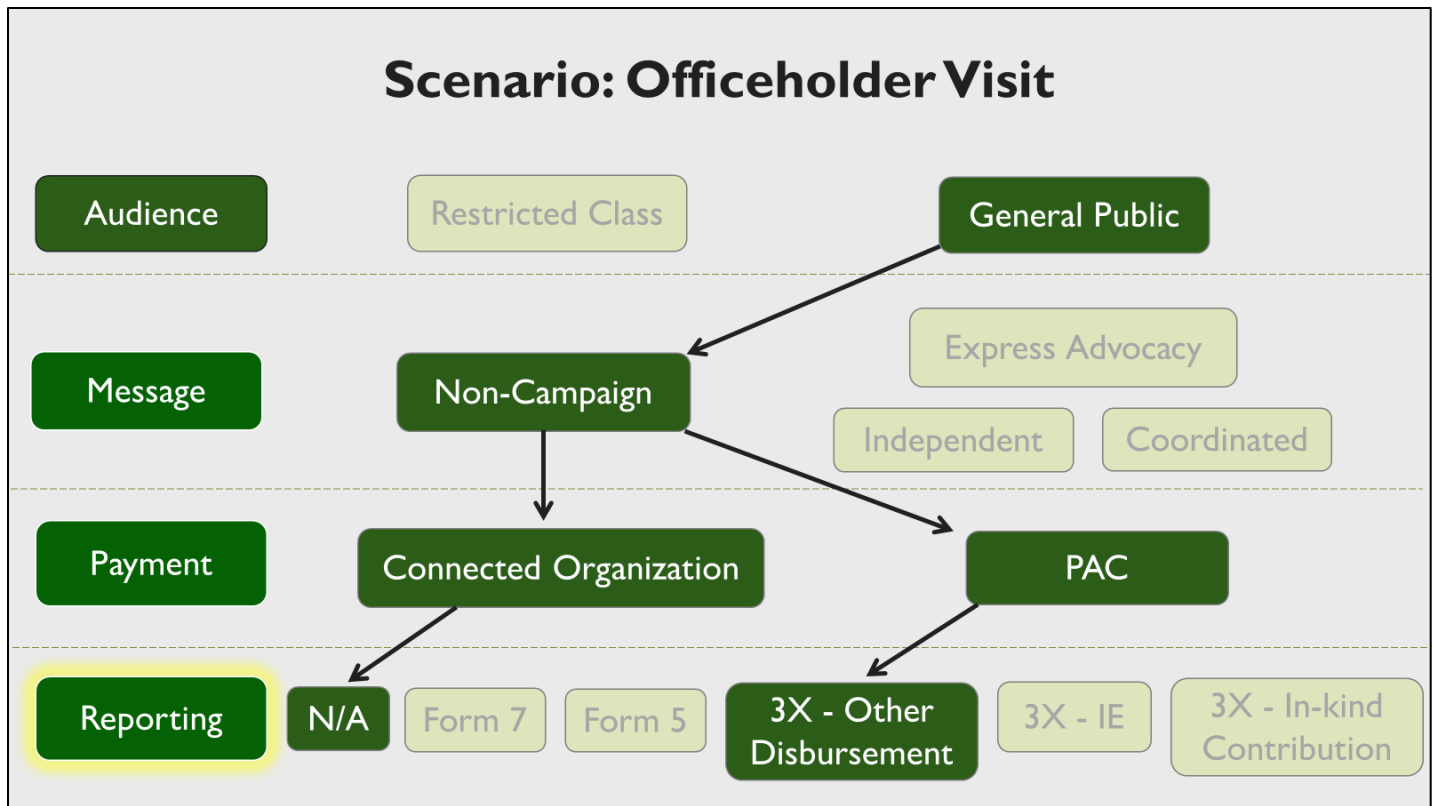 Scenario: Officeholder Visit
Audience
Restricted Class
General Public
Message
Non-Campaign
Express Advocacy
Independent
Coordinated
Payment
Connected Organization
PAC
Reporting
N/A
Form 7
Form 5
3X - Other
Disbursement
3X - IE
3X - In-kind
Contribution